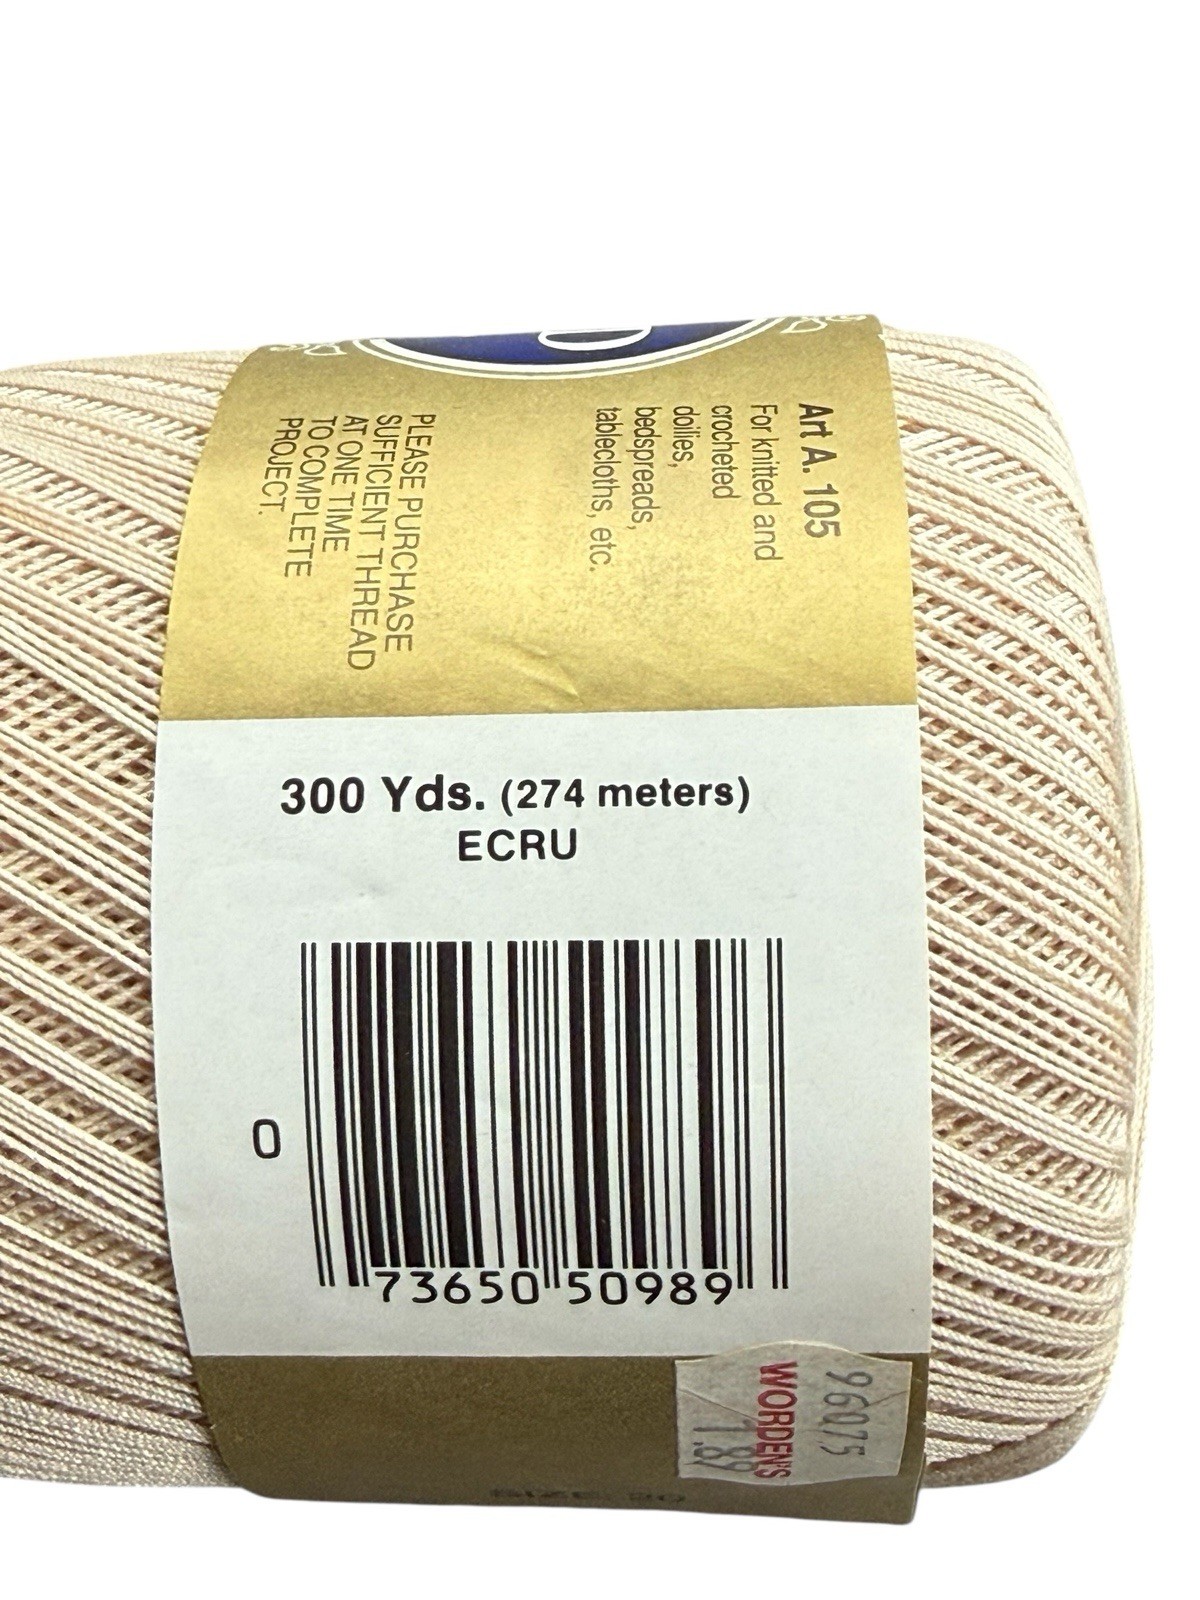 Art A. 105
For knitted and
crocheted
doilies,
bedspreads,
tablecloths, etc.
PLEASE PURCHASE
SUFFICIENT THREAD
AT ONE TIME
TO COMPLETE
PROJECT.
300 Yds. (274 meters)
ECRU
0 73650 50989
96075
WORDEN'S
1.89